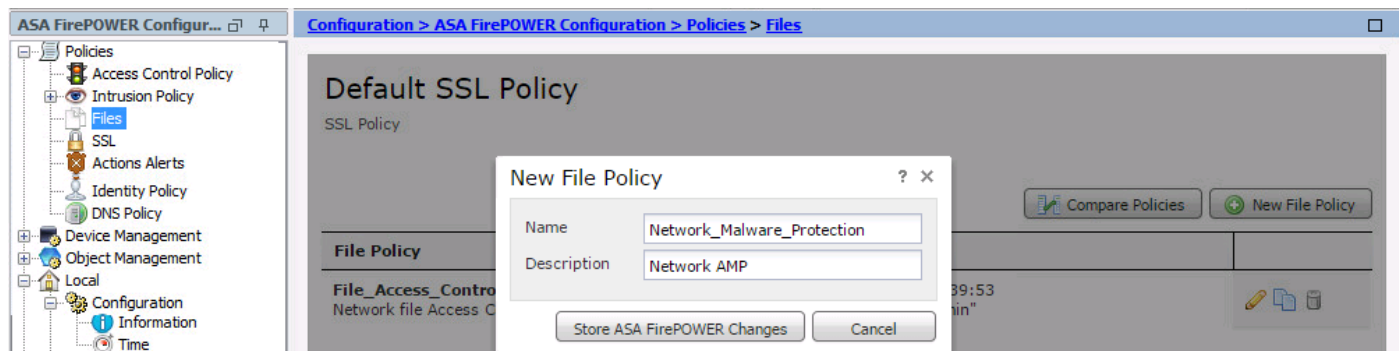 ASA FirePOWER Configur...
Configuration > ASA FirePOWER Configuration > Policies > Files
Policies
Access Control Policy
Intrusion Policy
Files
SSL
Actions Alerts
Identity Policy
DNS Policy
Device Management
Object Management
Local
Configuration
Information
Time
Default SSL Policy
SSL Policy
Compare Policies
New File Policy
File Policy
File_Access_Contro
Network file Access C
39:53
in"
New File Policy
? ×
Name
Network_Malware_Protection
Description
Network AMP
Store ASA FirePOWER Changes
Cancel